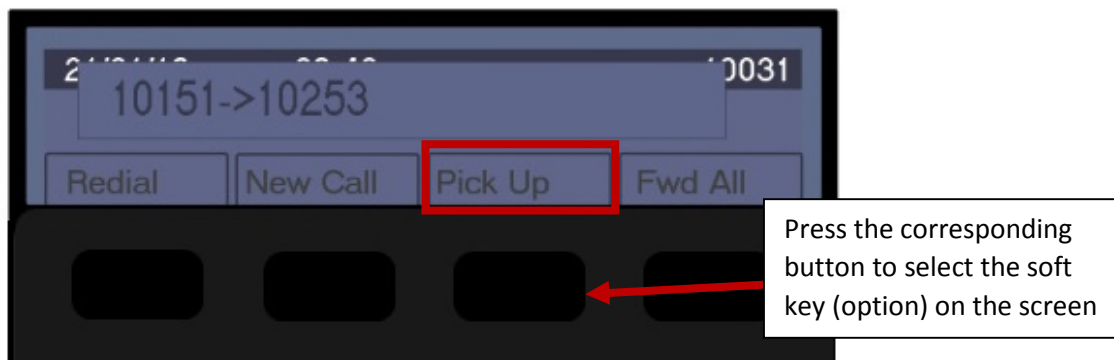 0031
10151->10253
Redial New Call Pick Up Fwd All
Press the corresponding
button to select the soft
key (option) on the screen